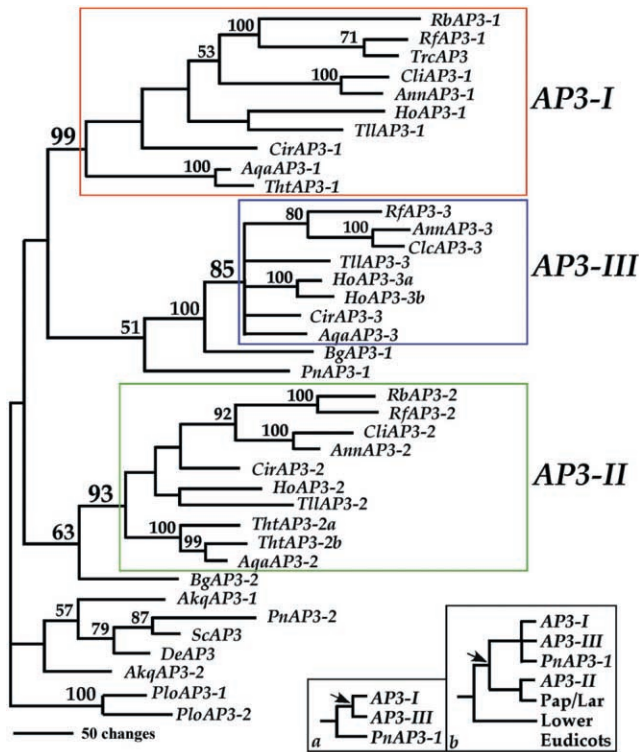 100 RbAP3-1
53 71 RfAP3-1
TrcAP3
100 CliAP3-1
AnnAP3-1
HoAP3-1
TllAP3-1
AP3-I
99 CirAP3-1
100 AqaAP3-1
ThtAP3-1
80 RfAP3-3
100 AnnAP3-3
ClcAP3-3
85 TllAP3-3
100 HoAP3-3a
HoAP3-3b
AP3-III
100 CirAP3-3
51 AqaAP3-3
BgAP3-1
PnAP3-1
100 RbAP3-2
92 RfAP3-2
100 CliAP3-2
AnnAP3-2
CirAP3-2
AP3-II
93 HoAP3-2
TllAP3-2
100 ThtAP3-2a
63 99 ThtAP3-2b
AqaAP3-2
BgAP3-2
57 AkqAP3-1
79 87 PnAP3-2
ScAP3
DeAP3
AkqAP3-2
100 PloAP3-1
PloAP3-2
50 changes
AP3-I
AP3-III
a PnAP3-1
AP3-I
AP3-III
PnAP3-1
AP3-II
Pap/Lar
Lower
b Eudicots